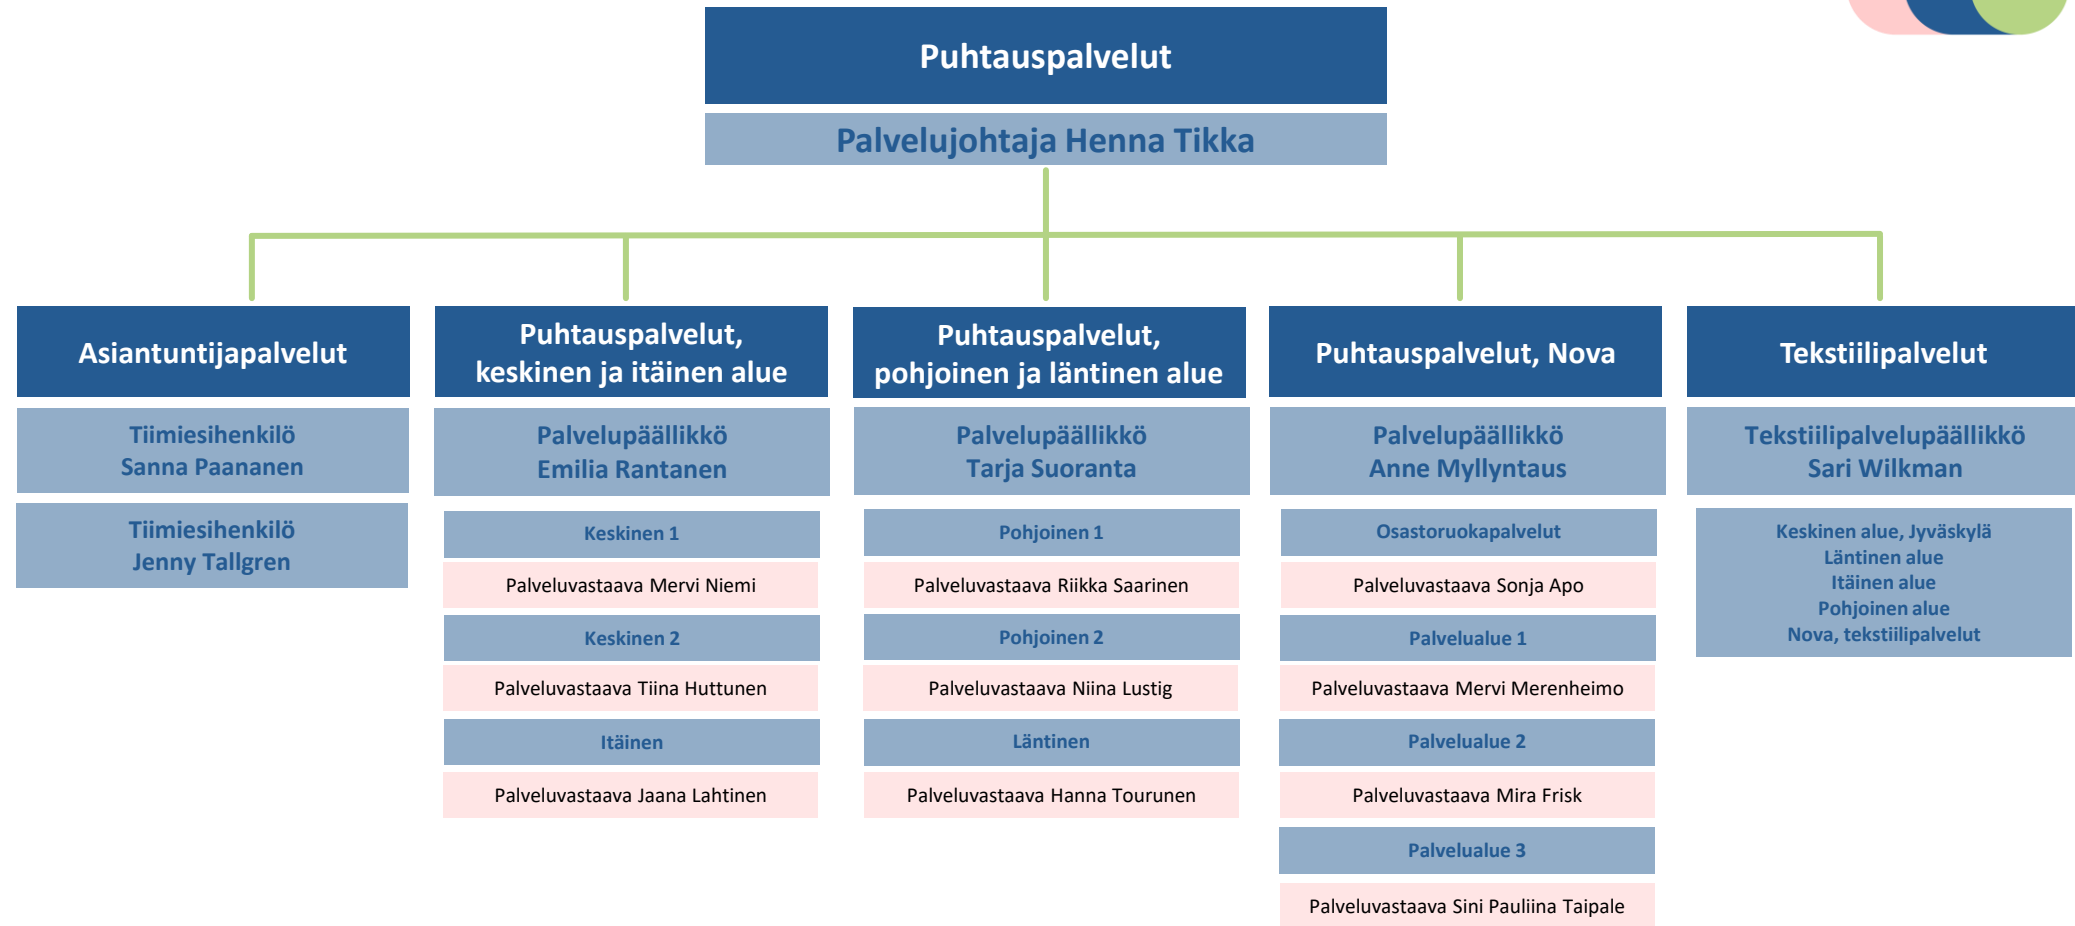 Puhtauspalvelut
Palvelujohtaja Henna Tikka
Asiantuntijapalvelut
Tiimiesihenkilö
Sanna Paananen
Tiimiesihenkilö
Jenny Tallgren
Puhtauspalvelut,
keskinen ja itäinen alue
Palvelupäällikkö
Emilia Rantanen
Keskinen 1
Palveluvastaava Mervi Niemi
Keskinen 2
Palveluvastaava Tiina Huttunen
Itäinen
Palveluvastaava Jaana Lahtinen
Puhtauspalvelut,
pohjoinen ja läntinen alue
Palvelupäällikkö
Tarja Suoranta
Pohjoinen 1
Palveluvastaava Riikka Saarinen
Pohjoinen 2
Palveluvastaava Niina Lustig
Läntinen
Palveluvastaava Hanna Tourunen
Puhtauspalvelut, Nova
Palvelupäällikkö
Anne Myllyntaus
Osastoruokapalvelut
Palveluvastaava Sonja Apo
Palvelualue 1
Palveluvastaava Mervi Merenheimo
Palvelualue 2
Palveluvastaava Mira Frisk
Palvelualue 3
Palveluvastaava Sini Pauliina Taipale
Tekstiilipalvelut
Tekstiilipalvelupäällikkö
Sari Wilkman
Keskinen alue, Jyväskylä
Läntinen alue
Itäinen alue
Pohjoinen alue
Nova, tekstiilipalvelut